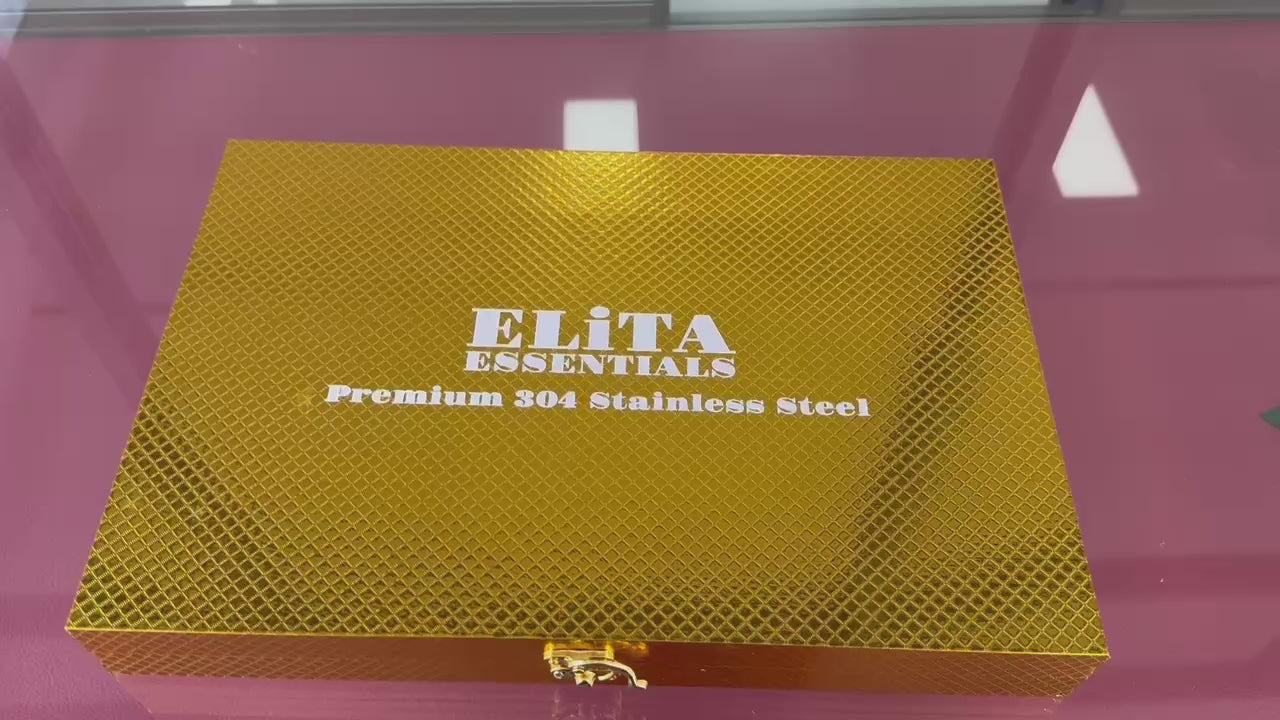 ELiTA
ESSENTIALS
Premium 304 Stainless Steel